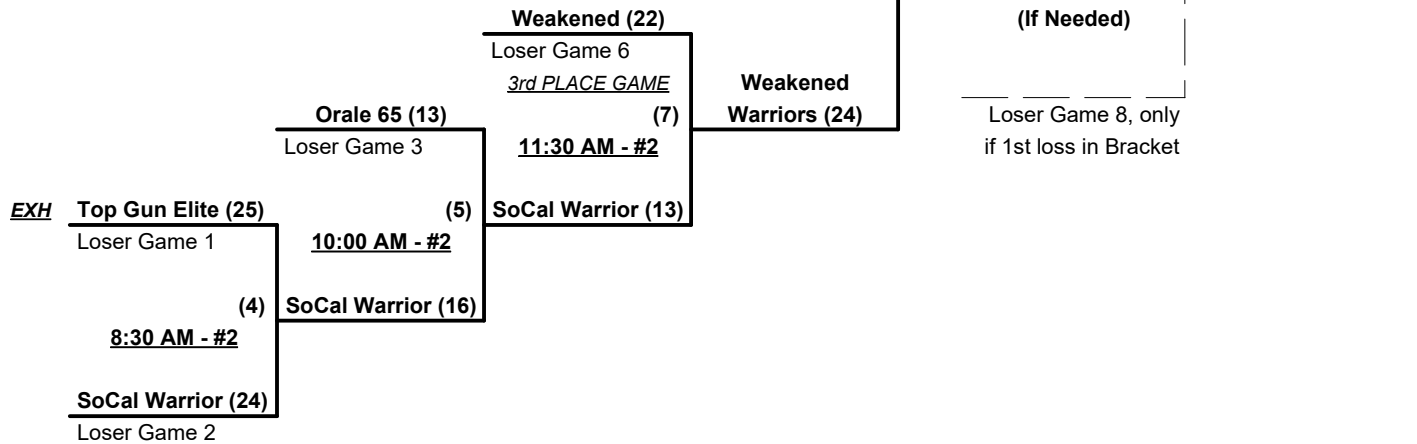 Weakened (22)
(If Needed)
Loser Game 6
3rd PLACE GAME
Weakened
Orale 65 (13)
(7)
Warriors (24)
Loser Game 8, only
Loser Game 3
11:30 AM - #2
if 1st loss in Bracket
EXH
Top Gun Elite (25)
(5)
SoCal Warrior (13)
Loser Game 1
10:00 AM - #2
(4)
SoCal Warrior (16)
8:30 AM - #2
SoCal Warrior (24)
Loser Game 2